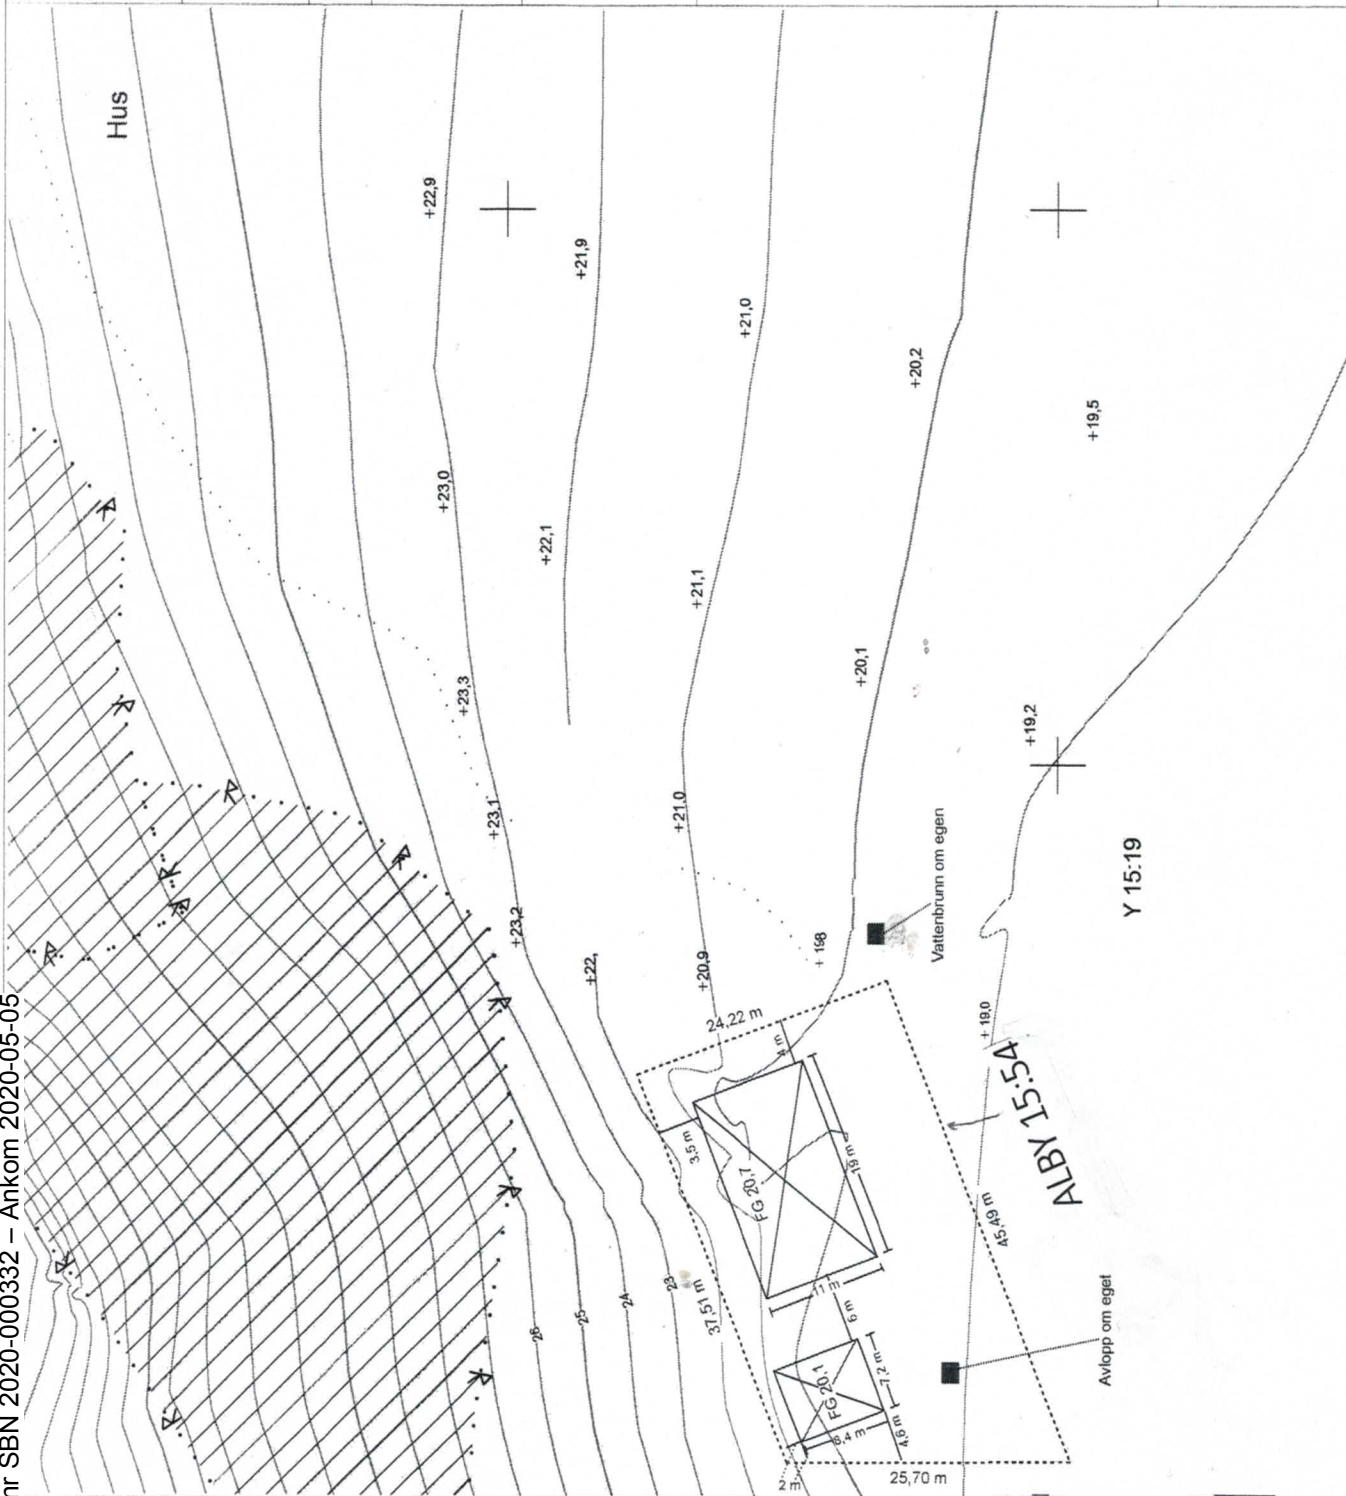 nr SBN 2020-000332 – Ankom 2020-05-05
Hus
+22,9
+21,9
+21,0
+20,2
+19,5
+23,0
+22,1
+21,1
+20,1
+23,3
+19,2
+23,1
+21,0
Vattenbrunn om egen
Y 15:19
+23,2
+22,
+20,9
+ 198
+ 19,0
24,22 m
4 m
ALBY 15:54
3,5 m
FG 20,7
19 m
45,49 m
11 m
37,51 m
6 m
23
24
25
26
FG 20,1
7,2 m
6,4 m
4,6 m
2 m
25,70 m
Avlopp om eget